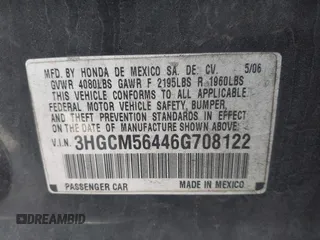 MFD. BY HONDA DE MEXICO SA. DE. CV. 5/06
GVWR 4080LBS GAWR F 2195LBS R 1960LBS
THIS VEHICLE CONFORMS TO ALL APPLICABLE
FEDERAL MOTOR VEHICLE SAFETY, BUMPER,
AND THEFT PREVENTION STANDARDS IN EFFECT
ON THE DATE OF MANUFACTURE SHOWN ABOVE.
V.I.N. 3HGCM56446G708122
PASSENGER CAR MADE IN MEXICO
DREAMBID